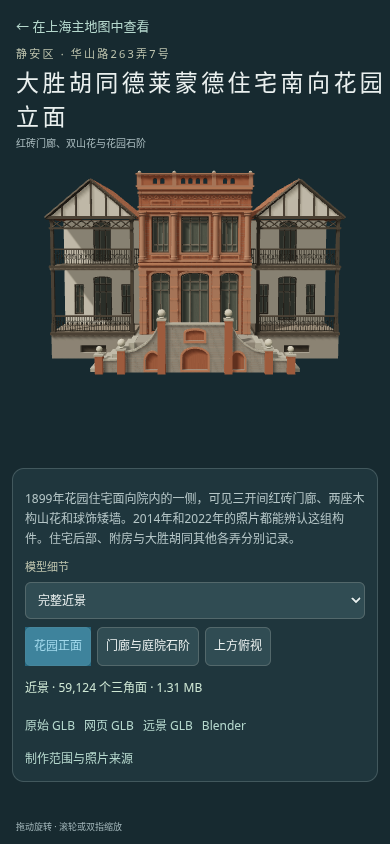 ← 在上海主地图中查看
静安区 · 华山路263弄7号
大胜胡同德莱蒙德住宅南向花园
立面
红砖门廊、双山花与花园石阶
1899年花园住宅面向院内的一侧，可见三开间红砖门廊、两座木
构山花和球饰矮墙。2014年和2022年的照片都能辨认这组构
件。住宅后部、附房与大胜胡同其他各弄分别记录。
模型细节
完整近景
花园正面 门廊与庭院石阶 上方俯视
近景 · 59,124 个三角面 · 1.31 MB
原始 GLB 网页 GLB 远景 GLB Blender
制作范围与照片来源
拖动旋转 · 滚轮或双指缩放